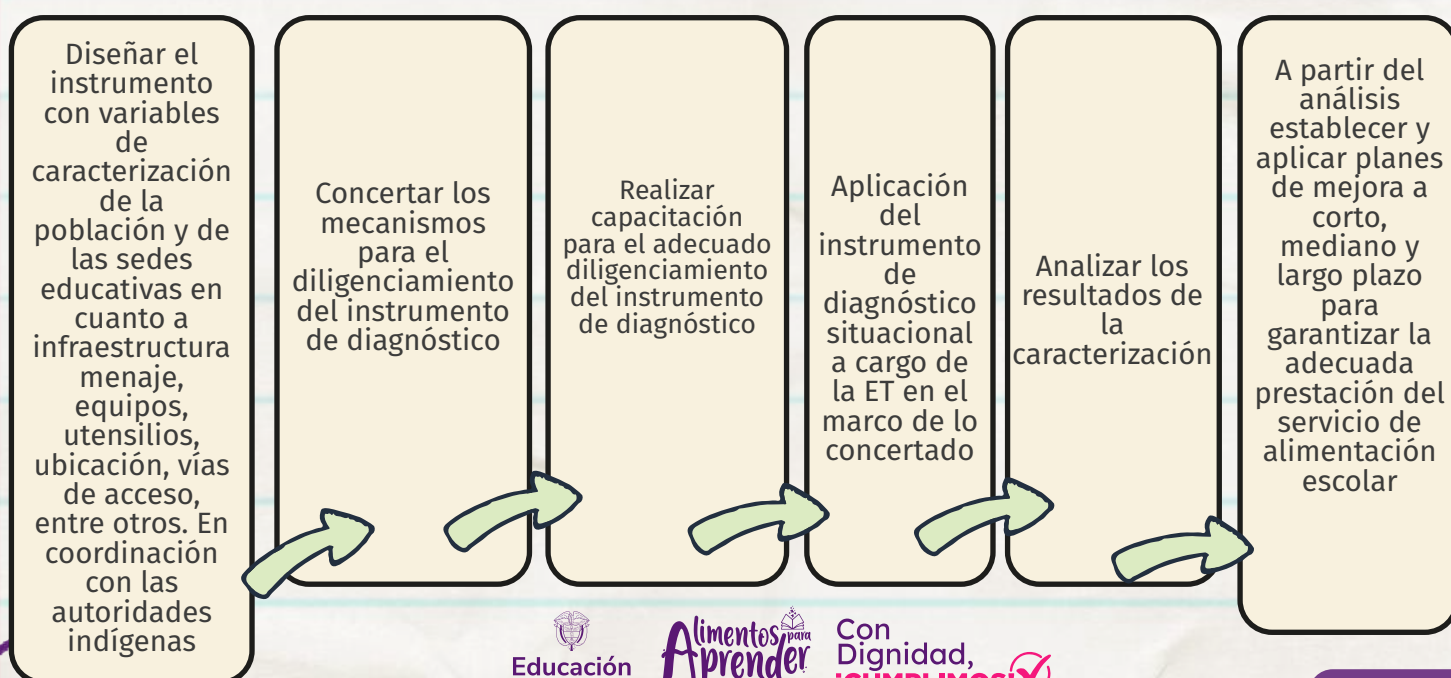 Diseñar el
instrumento
con variables
de
caracterización
de la
población y de
las sedes
educativas en
cuanto a
infraestructura
menaje,
equipos,
utensilios,
ubicación, vías
de acceso,
entre otros. En
coordinación
con las
autoridades
indígenas
Concertar los
mecanismos
para el
diligenciamiento
del instrumento
de diagnóstico
Realizar
capacitación
para el adecuado
diligenciamiento
del instrumento
de diagnóstico
Aplicación
del
instrumento
de
diagnóstico
situacional
a cargo de
la ET en el
marco de lo
concertado
Analizar los
resultados de
la
caracterización
A partir del
análisis
establecer y
aplicar planes
de mejora a
corto,
mediano y
largo plazo
para
garantizar la
adecuada
prestación del
servicio de
alimentación
escolar
Educación
Alimentos para
Aprender
Con
Dignidad,
¡CUMPLIMOS!